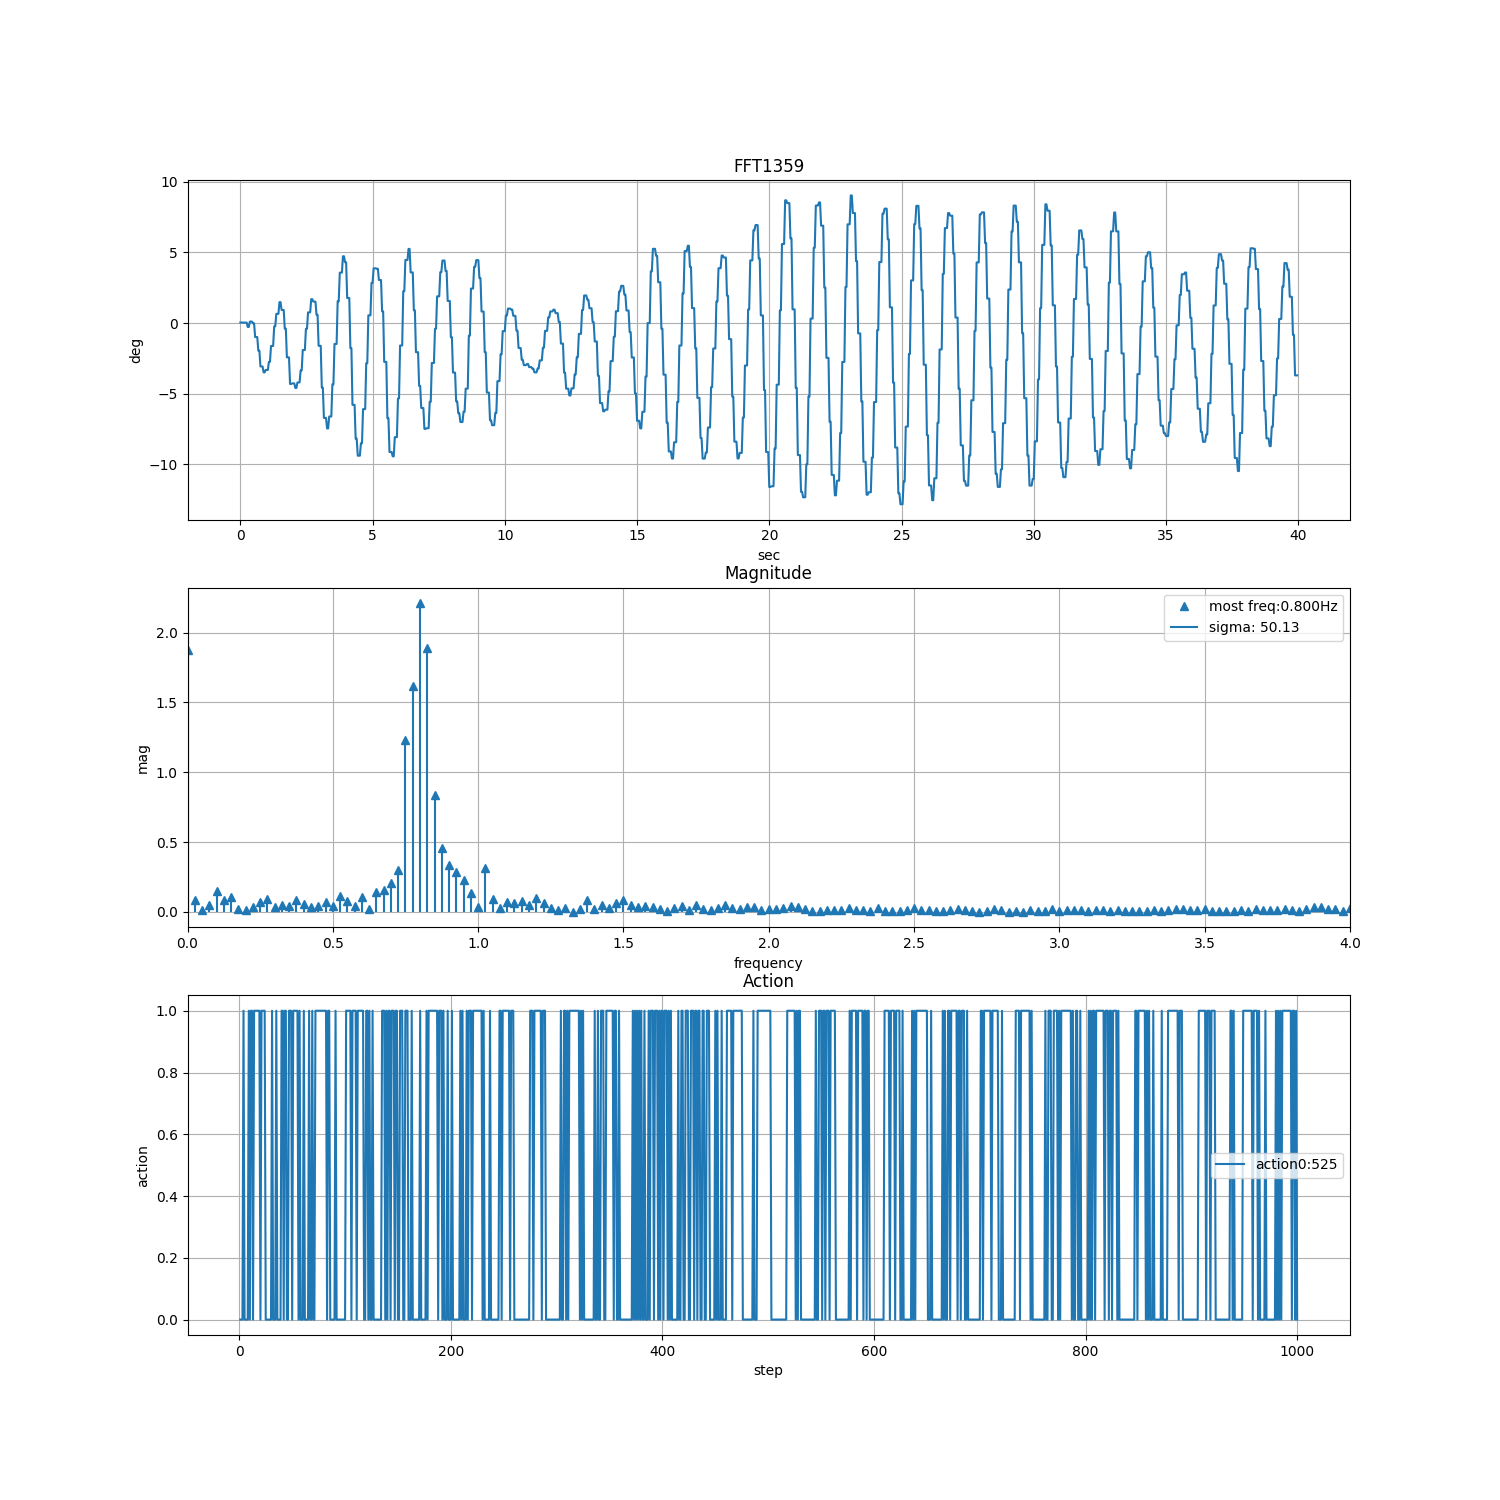 FFT1359
10
5
0
−5
−10
deg
0 5 10 15 20 25 30 35 40
sec
Magnitude
most freq:0.800Hz
sigma: 50.13
2.0
1.5
1.0
0.5
0.0
mag
0.0 0.5 1.0 1.5 2.0 2.5 3.0 3.5 4.0
frequency
Action
1.0
0.8
0.6
0.4
0.2
0.0
action
action0:525
0 200 400 600 800 1000
step